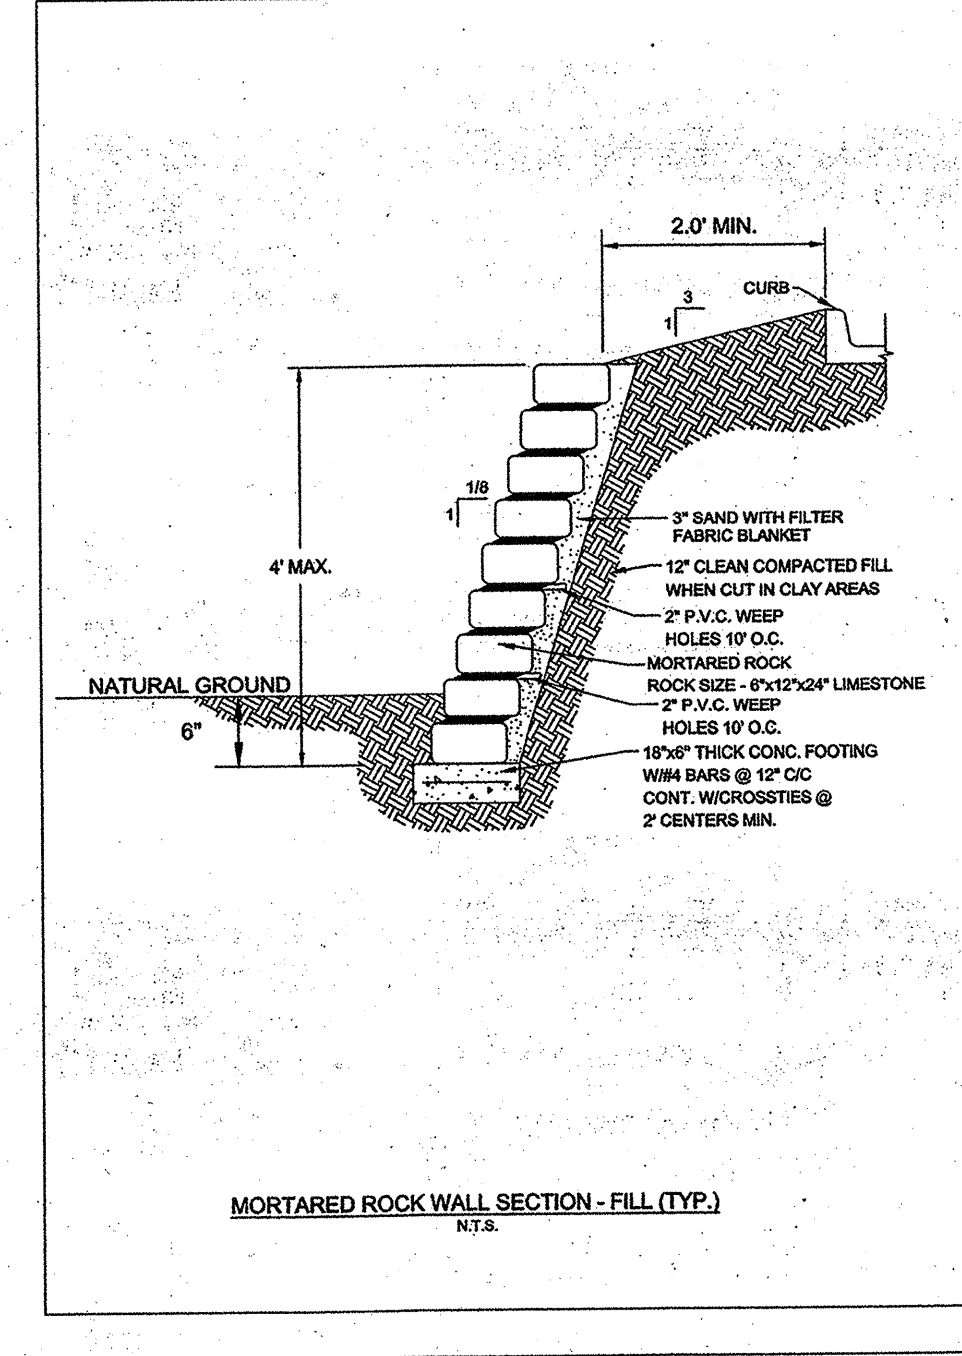 2.0' MIN.
CURB
3
1
1/8
1
3" SAND WITH FILTER
FABRIC BLANKET
4' MAX.
12" CLEAN COMPACTED FILL
WHEN CUT IN CLAY AREAS
2" P.V.C. WEEP
HOLES 10' O.C.
MORTARED ROCK
ROCK SIZE - 6"x12"x24" LIMESTONE
NATURAL GROUND
6"
2" P.V.C. WEEP
HOLES 10' O.C.
18"x6" THICK CONC. FOOTING
W/#4 BARS @ 12" C/C
CONT. W/CROSSTIES @
2' CENTERS MIN.
MORTARED ROCK WALL SECTION - FILL (TYP.)
N.T.S.